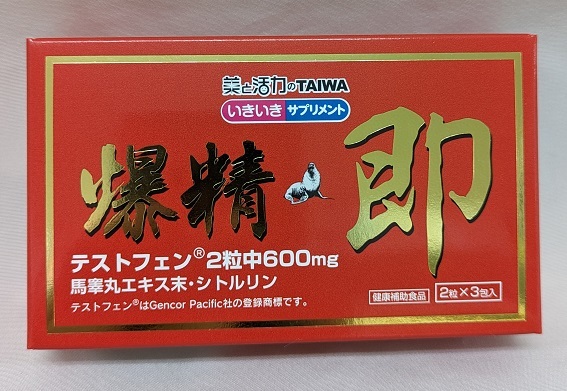 美と活力のTAIWA
いきいき サプリメント
爆精 即
テストフェン®2粒中600mg
馬睾丸エキス末・シトルリン
テストフェン®はGencor Pacific社の登録商標です。
健康補助食品 2粒×3包入